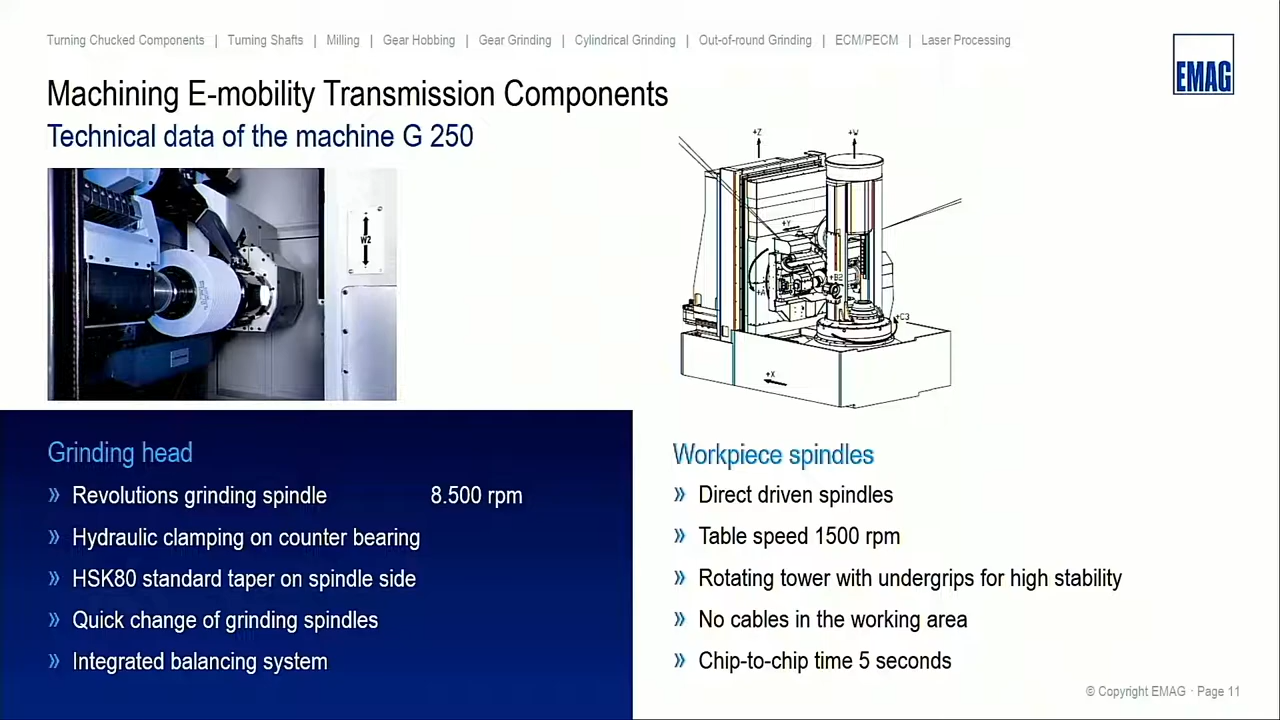 Turning Chucked Components | Turning Shafts | Milling | Gear Hobbing | Gear Grinding | Cylindrical Grinding | Out-of-round Grinding | ECM/PECM | Laser Processing
EMAG
Machining E-mobility Transmission Components
Technical data of the machine G 250
W2
+Z
+W
+Y
+A
+B2
+C3
+X
Grinding head
» Revolutions grinding spindle 8.500 rpm
» Hydraulic clamping on counter bearing
» HSK80 standard taper on spindle side
» Quick change of grinding spindles
» Integrated balancing system
Workpiece spindles
» Direct driven spindles
» Table speed 1500 rpm
» Rotating tower with undergrips for high stability
» No cables in the working area
» Chip-to-chip time 5 seconds
© Copyright EMAG · Page 11